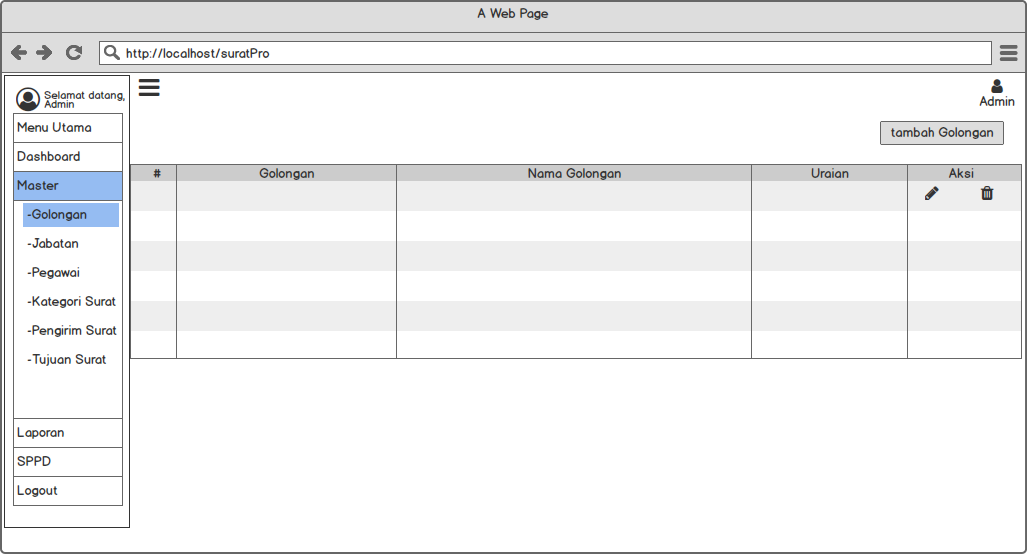 A Web Page
http://localhost/suratPro
Selamat datang,
Admin
Admin
Menu Utama
Dashboard
Master
-Golongan
-Jabatan
-Pegawai
-Kategori Surat
-Pengirim Surat
-Tujuan Surat
Laporan
SPPD
Logout
tambah Golongan
# Golongan Nama Golongan Uraian Aksi